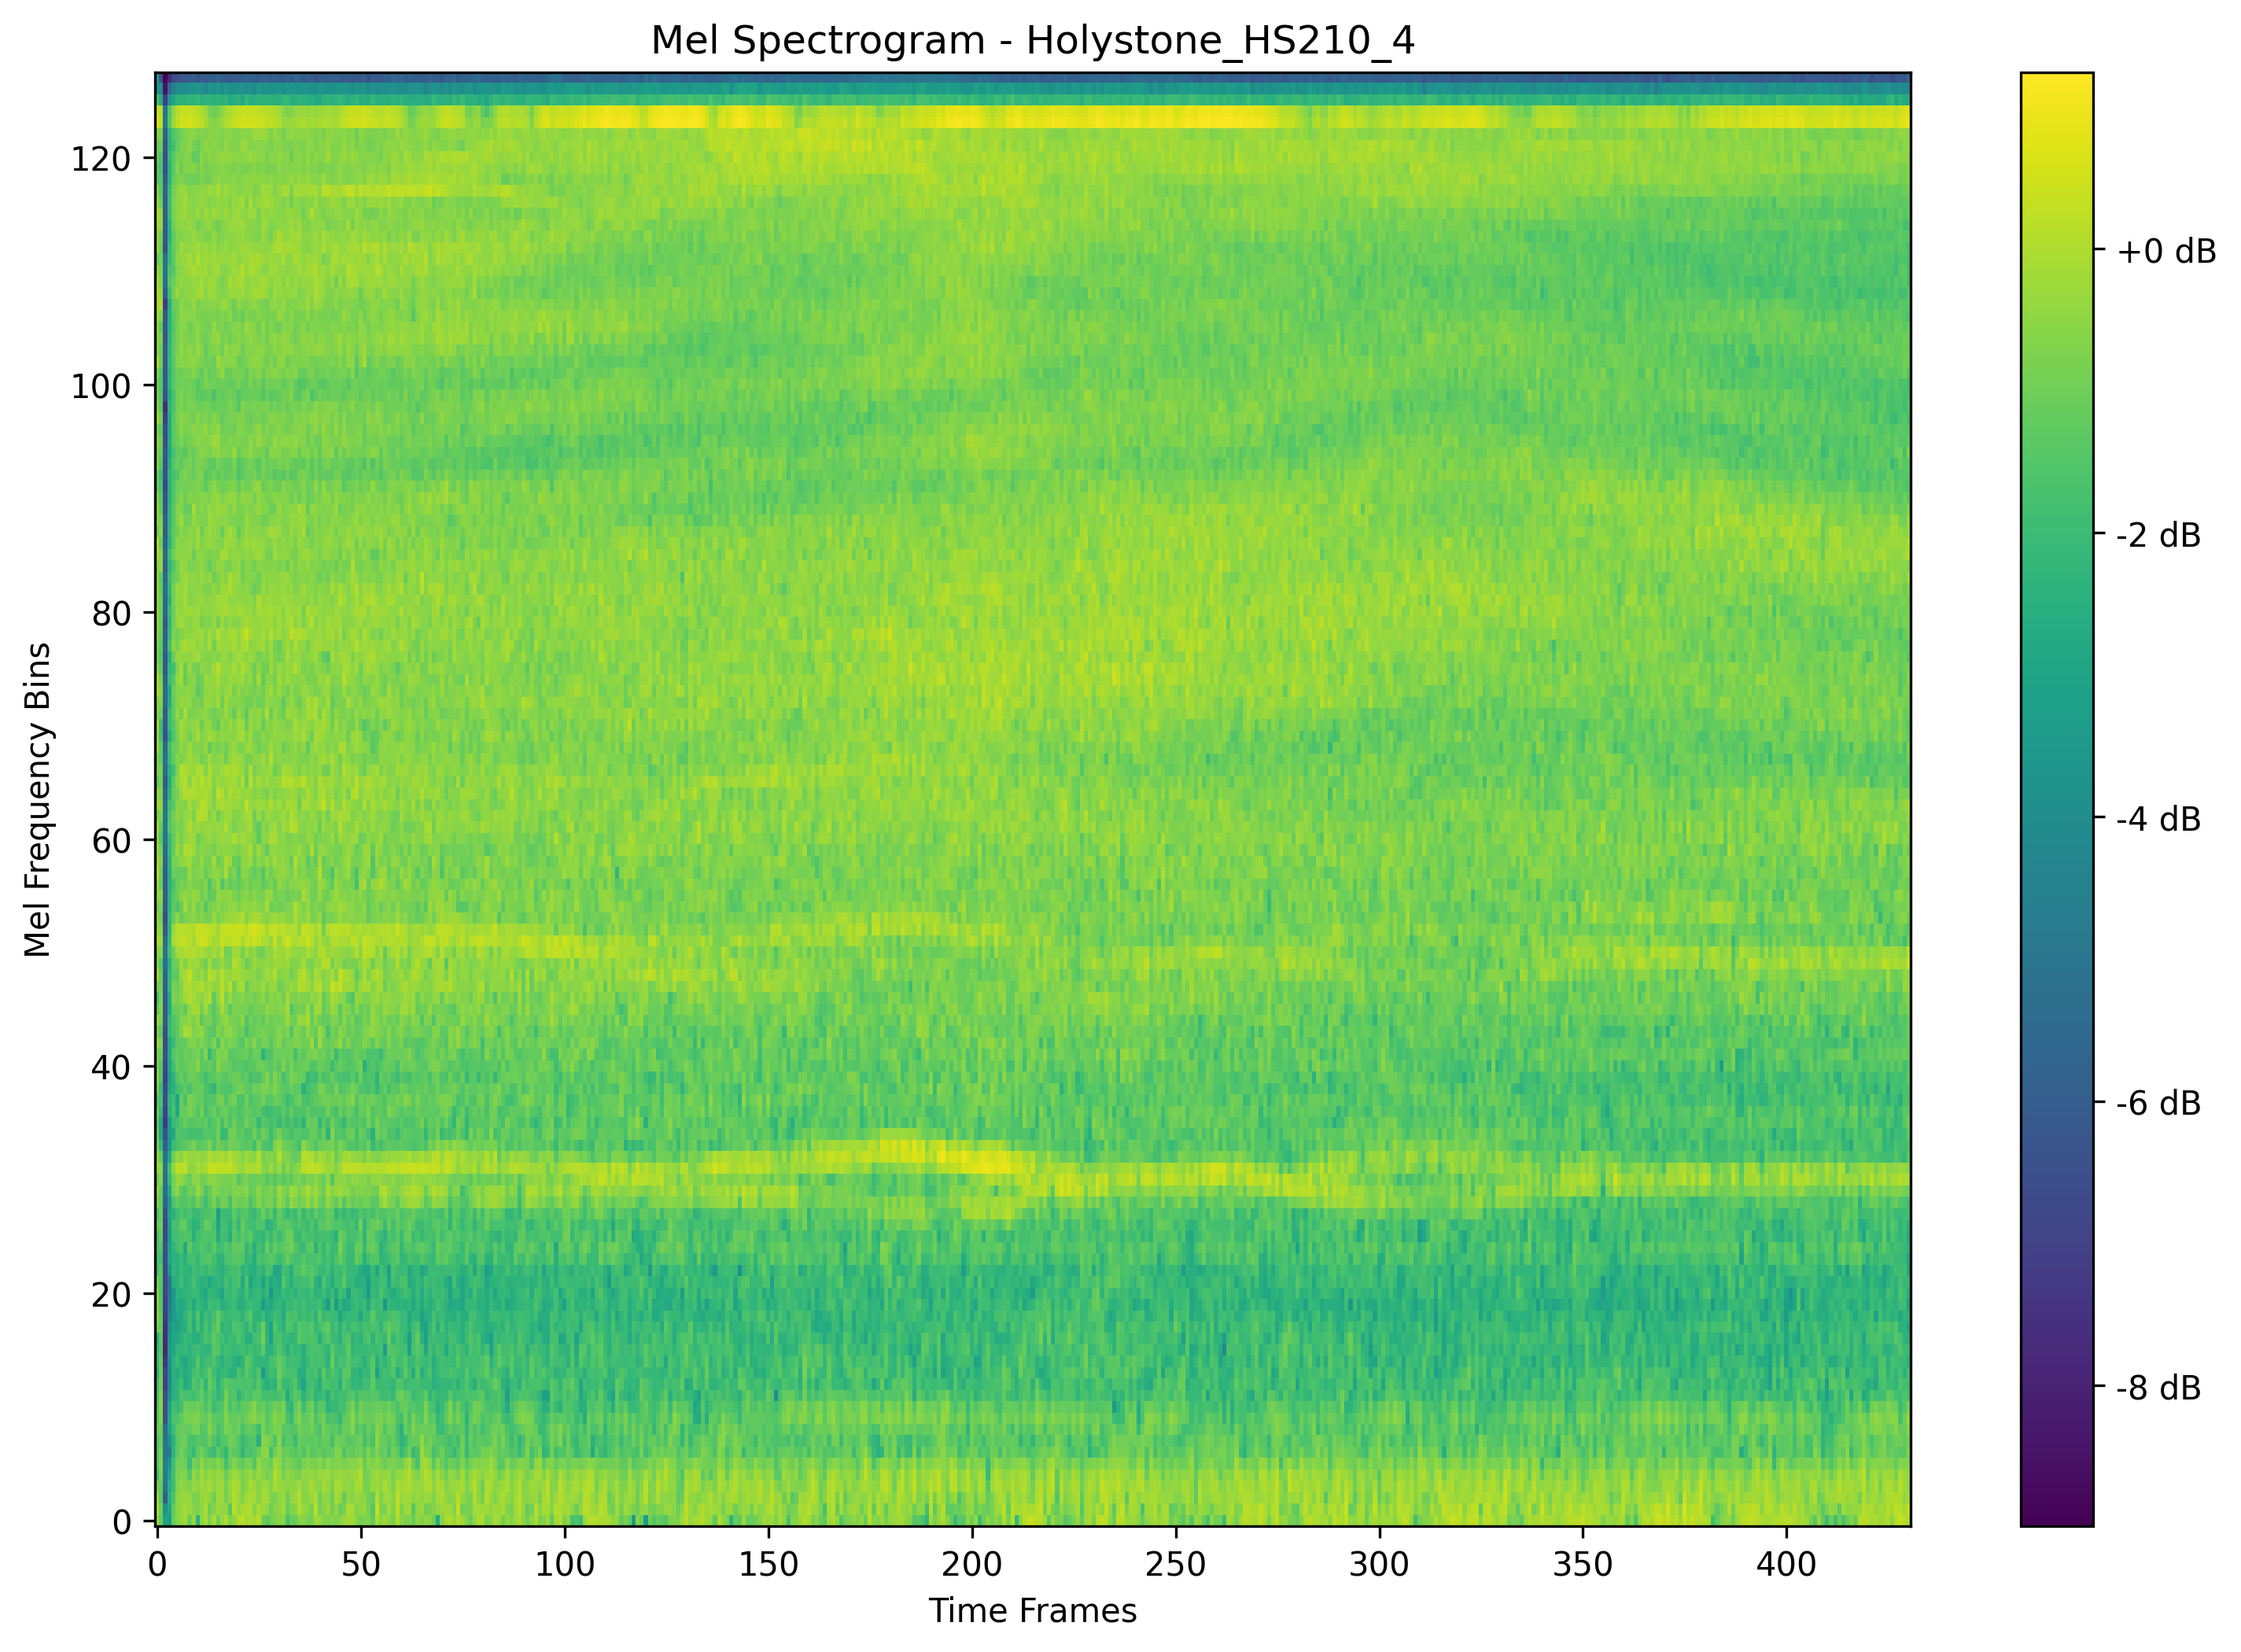 Mel Spectrogram - Holystone_HS210_4
Mel Frequency Bins
120
100
80
60
40
20
0
0 50 100 150 200 250 300 350 400
Time Frames
+0 dB
-2 dB
-4 dB
-6 dB
-8 dB